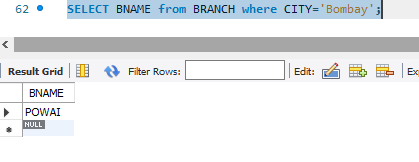 62 SELECT BNAME from BRANCH where CITY='Bombay';
Result Grid Filter Rows: Edit:
BNAME
POWAI
NULL